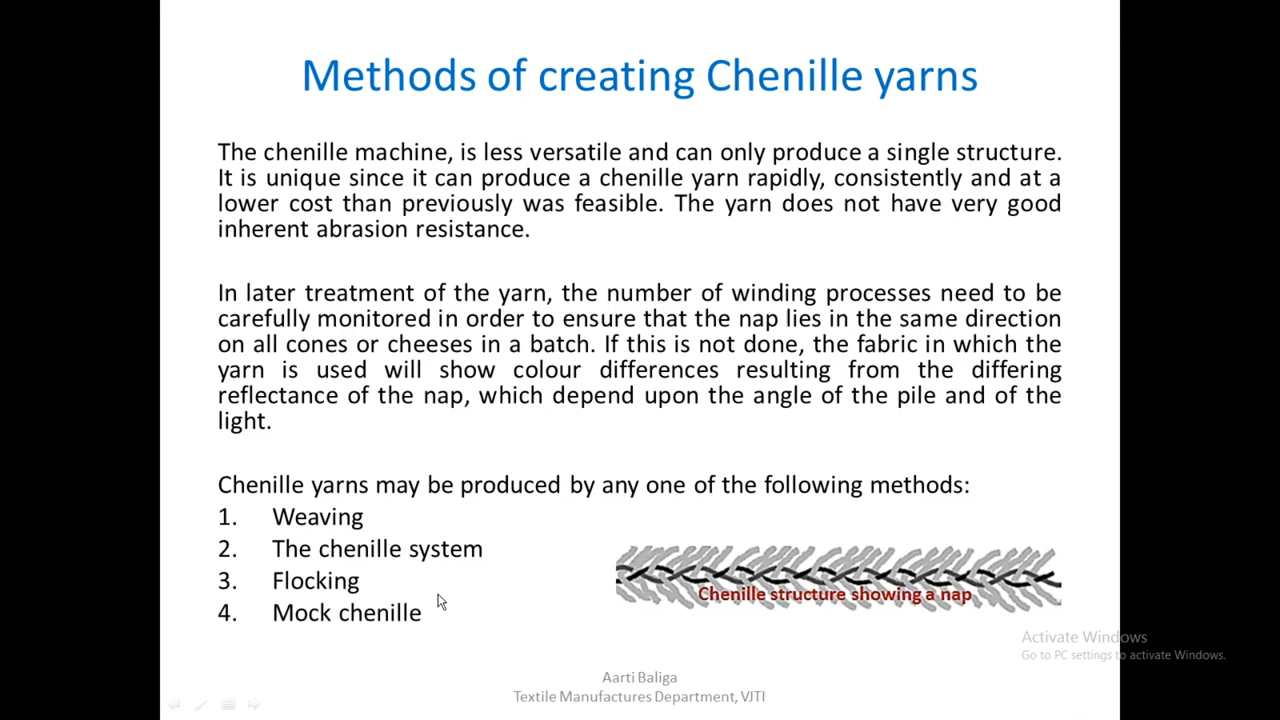 Methods of creating Chenille yarns
The chenille machine, is less versatile and can only produce a single structure.
It is unique since it can produce a chenille yarn rapidly, consistently and at a
lower cost than previously was feasible. The yarn does not have very good
inherent abrasion resistance.
In later treatment of the yarn, the number of winding processes need to be
carefully monitored in order to ensure that the nap lies in the same direction
on all cones or cheeses in a batch. If this is not done, the fabric in which the
yarn is used will show colour differences resulting from the differing
reflectance of the nap, which depend upon the angle of the pile and of the
light.
Chenille yarns may be produced by any one of the following methods:
1. Weaving
2. The chenille system
3. Flocking
4. Mock chenille
Chenille structure showing a nap
Activate Windows
Go to PC settings to activate Windows.
Aarti Baliga
Textile Manufactures Department, VJTI